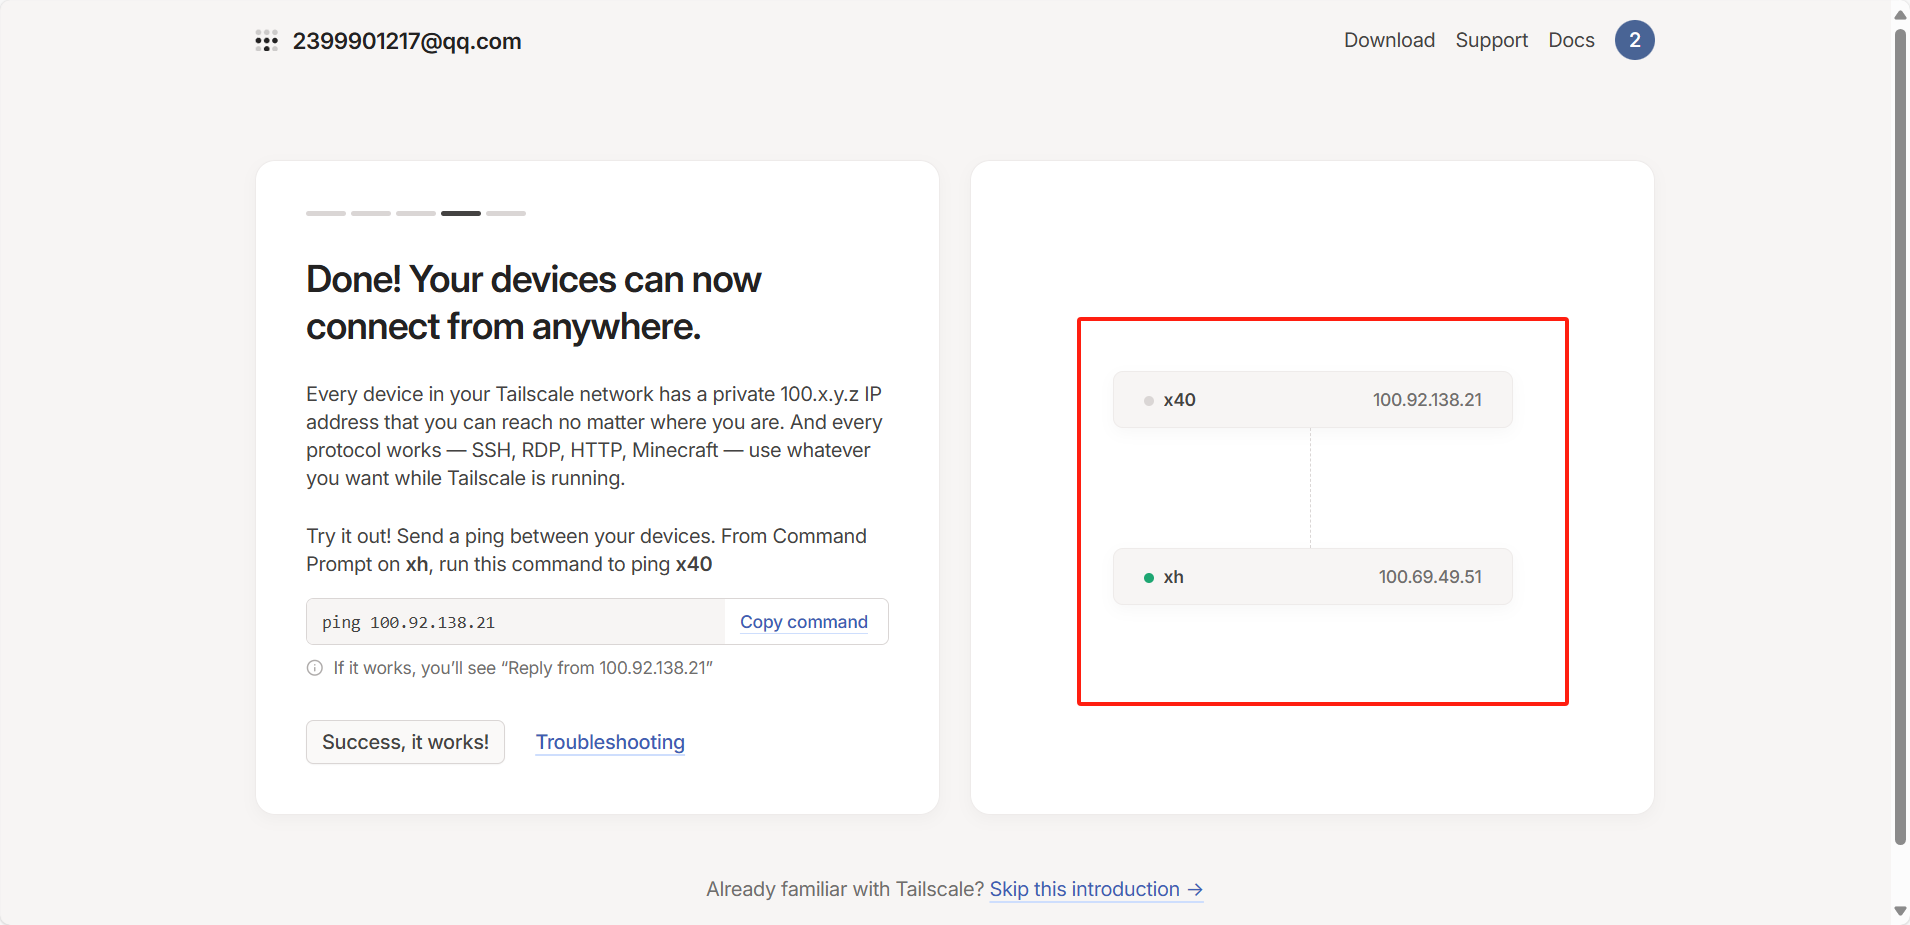 2399901217@qq.com
Download Support Docs 2
Done! Your devices can now
connect from anywhere.
Every device in your Tailscale network has a private 100.x.y.z IP
address that you can reach no matter where you are. And every
protocol works — SSH, RDP, HTTP, Minecraft — use whatever
you want while Tailscale is running.
Try it out! Send a ping between your devices. From Command
Prompt on xh, run this command to ping x40
ping 100.92.138.21 Copy command
If it works, you’ll see “Reply from 100.92.138.21”
Success, it works! Troubleshooting
x40 100.92.138.21
xh 100.69.49.51
Already familiar with Tailscale? Skip this introduction →